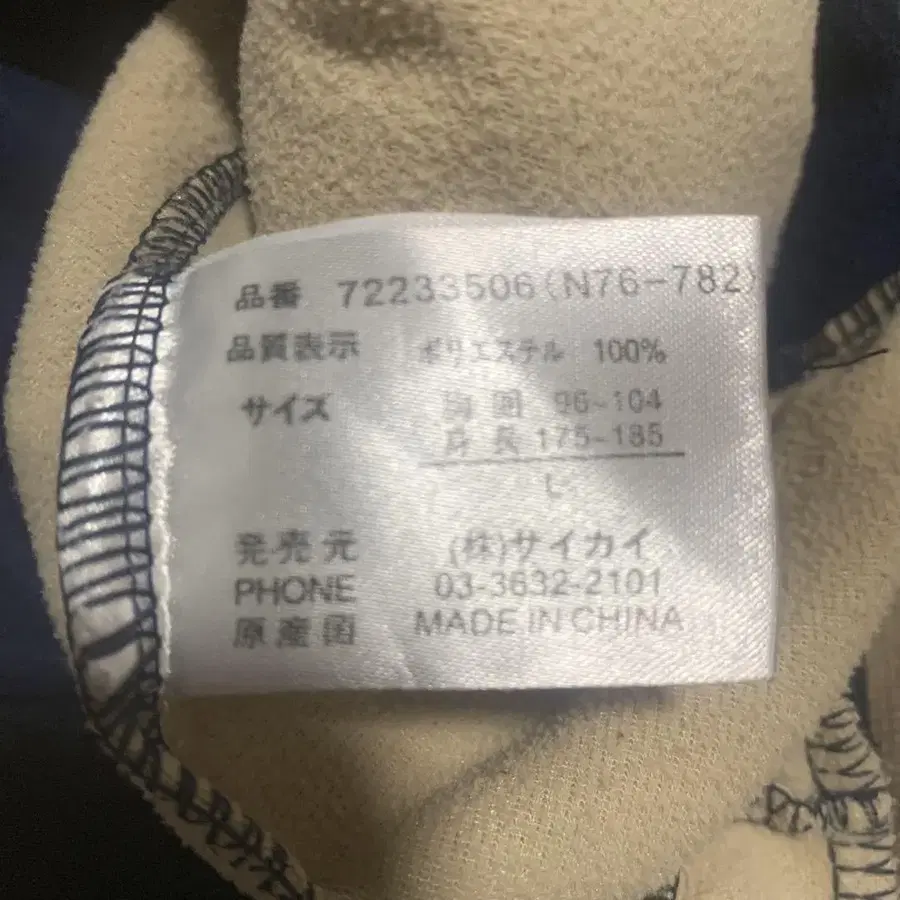 品番 72233506(N76-782)
品質表示 ポリエステル 100%
サイズ 胸囲 96~104
身長 175-185
L
発売元 (株)サイカイ
PHONE 03-3632-2101
原産国 MADE IN CHINA